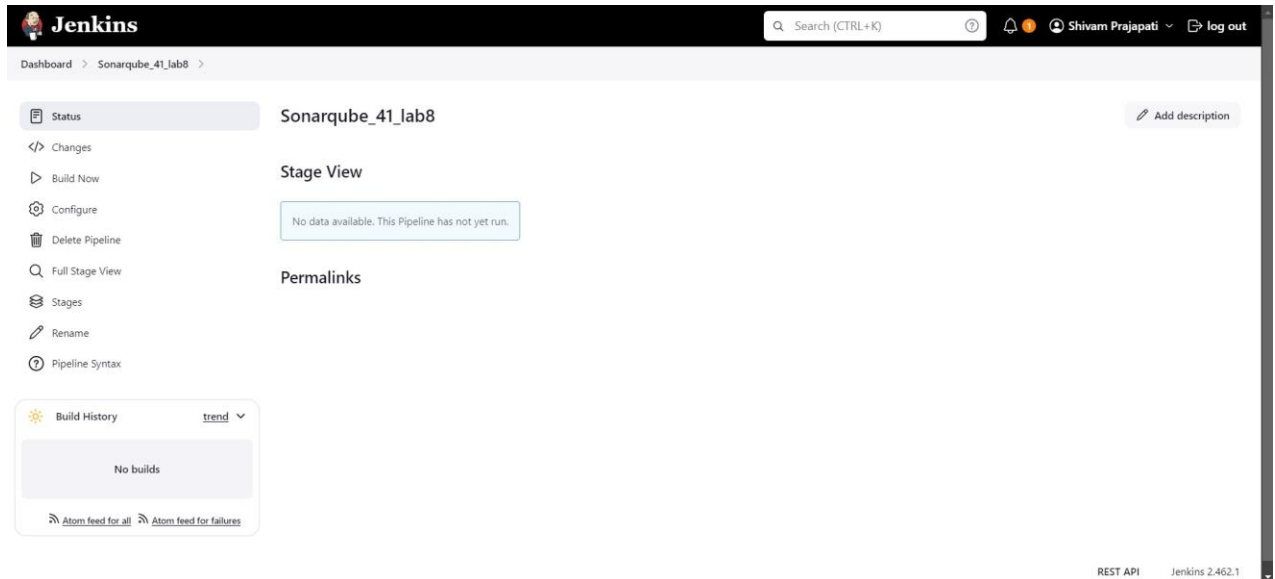 Jenkins
Search (CTRL+K)
1
Shivam Prajapati
log out
Dashboard > Sonarqube_41_lab8 >
Status
Changes
Build Now
Configure
Delete Pipeline
Full Stage View
Stages
Rename
Pipeline Syntax
Build History trend
No builds
Atom feed for all Atom feed for failures
Sonarqube_41_lab8
Add description
Stage View
No data available. This Pipeline has not yet run.
Permalinks
REST API Jenkins 2.462.1